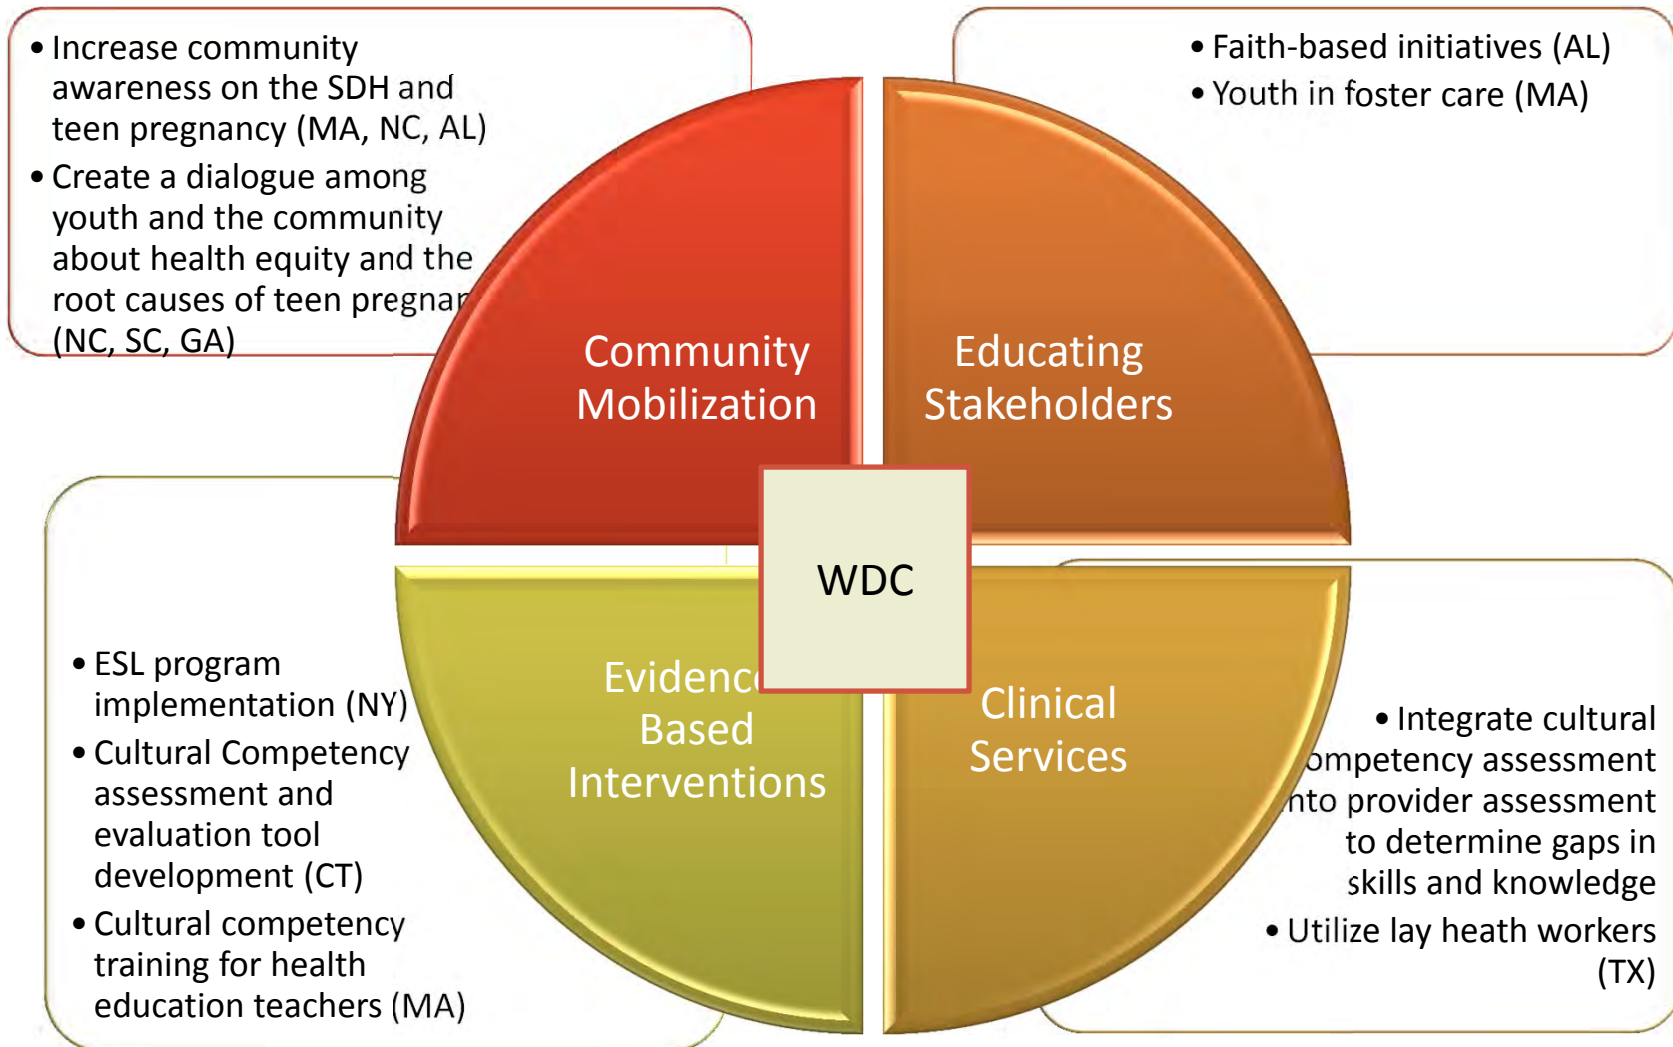 • Increase community
awareness on the SDH and
teen pregnancy (MA, NC, AL)
• Create a dialogue among
youth and the community
about health equity and the
root causes of teen pregnan
(NC, SC, GA)
• Faith-based initiatives (AL)
• Youth in foster care (MA)
Community
Mobilization
Educating
Stakeholders
WDC
Evidence
Based
Interventions
Clinical
Services
• ESL program
implementation (NY)
• Cultural Competency
assessment and
evaluation tool
development (CT)
• Cultural competency
training for health
education teachers (MA)
• Integrate cultural
ompetency assessment
nto provider assessment
to determine gaps in
skills and knowledge
• Utilize lay heath workers
(TX)